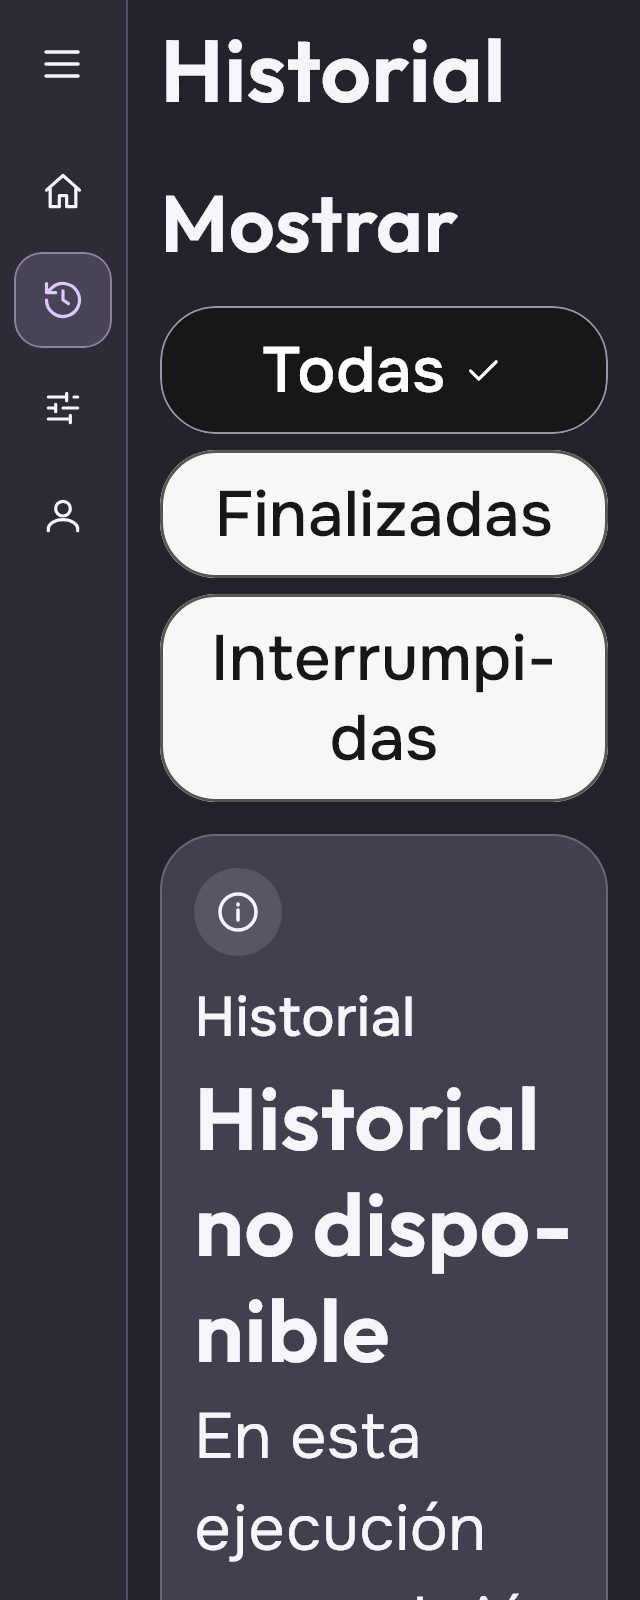 Historial
Mostrar
Todas
Finalizadas
Interrumpi-
das
Historial
Historial
no dispo-
nible
En esta
ejecución